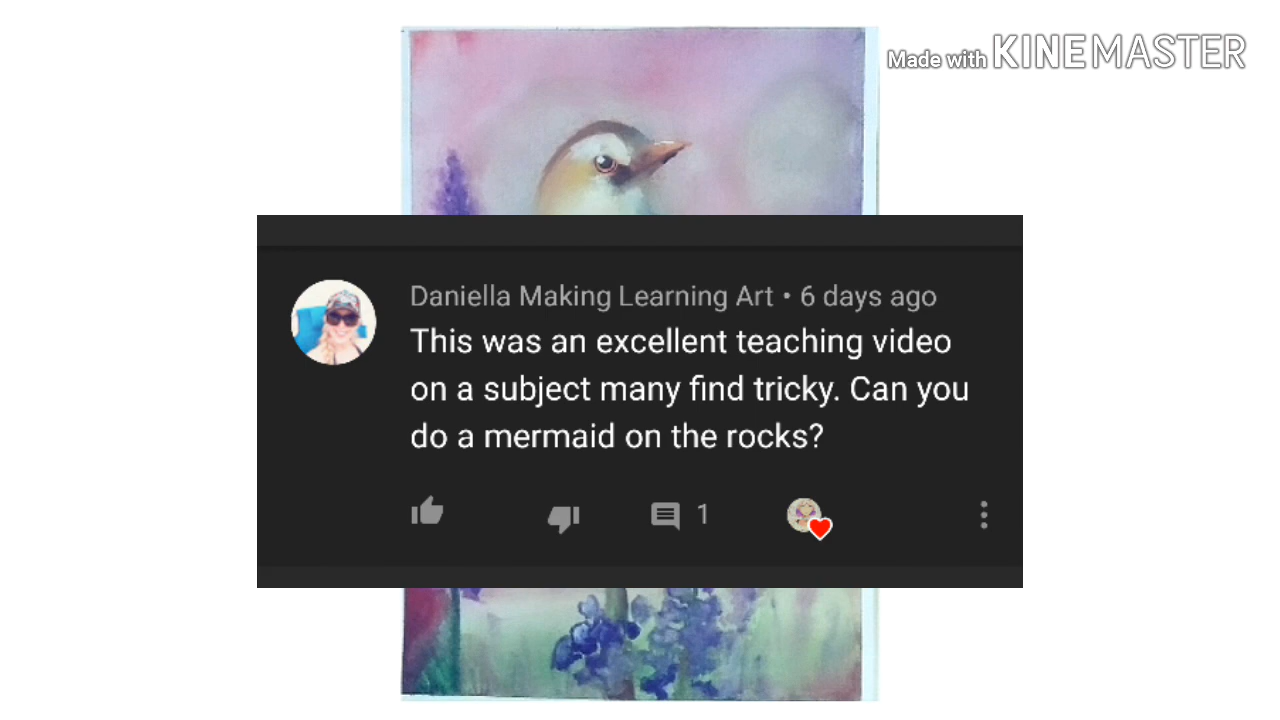 Made with KINEMASTER
Daniella Making Learning Art • 6 days ago
This was an excellent teaching video
on a subject many find tricky. Can you
do a mermaid on the rocks?
1